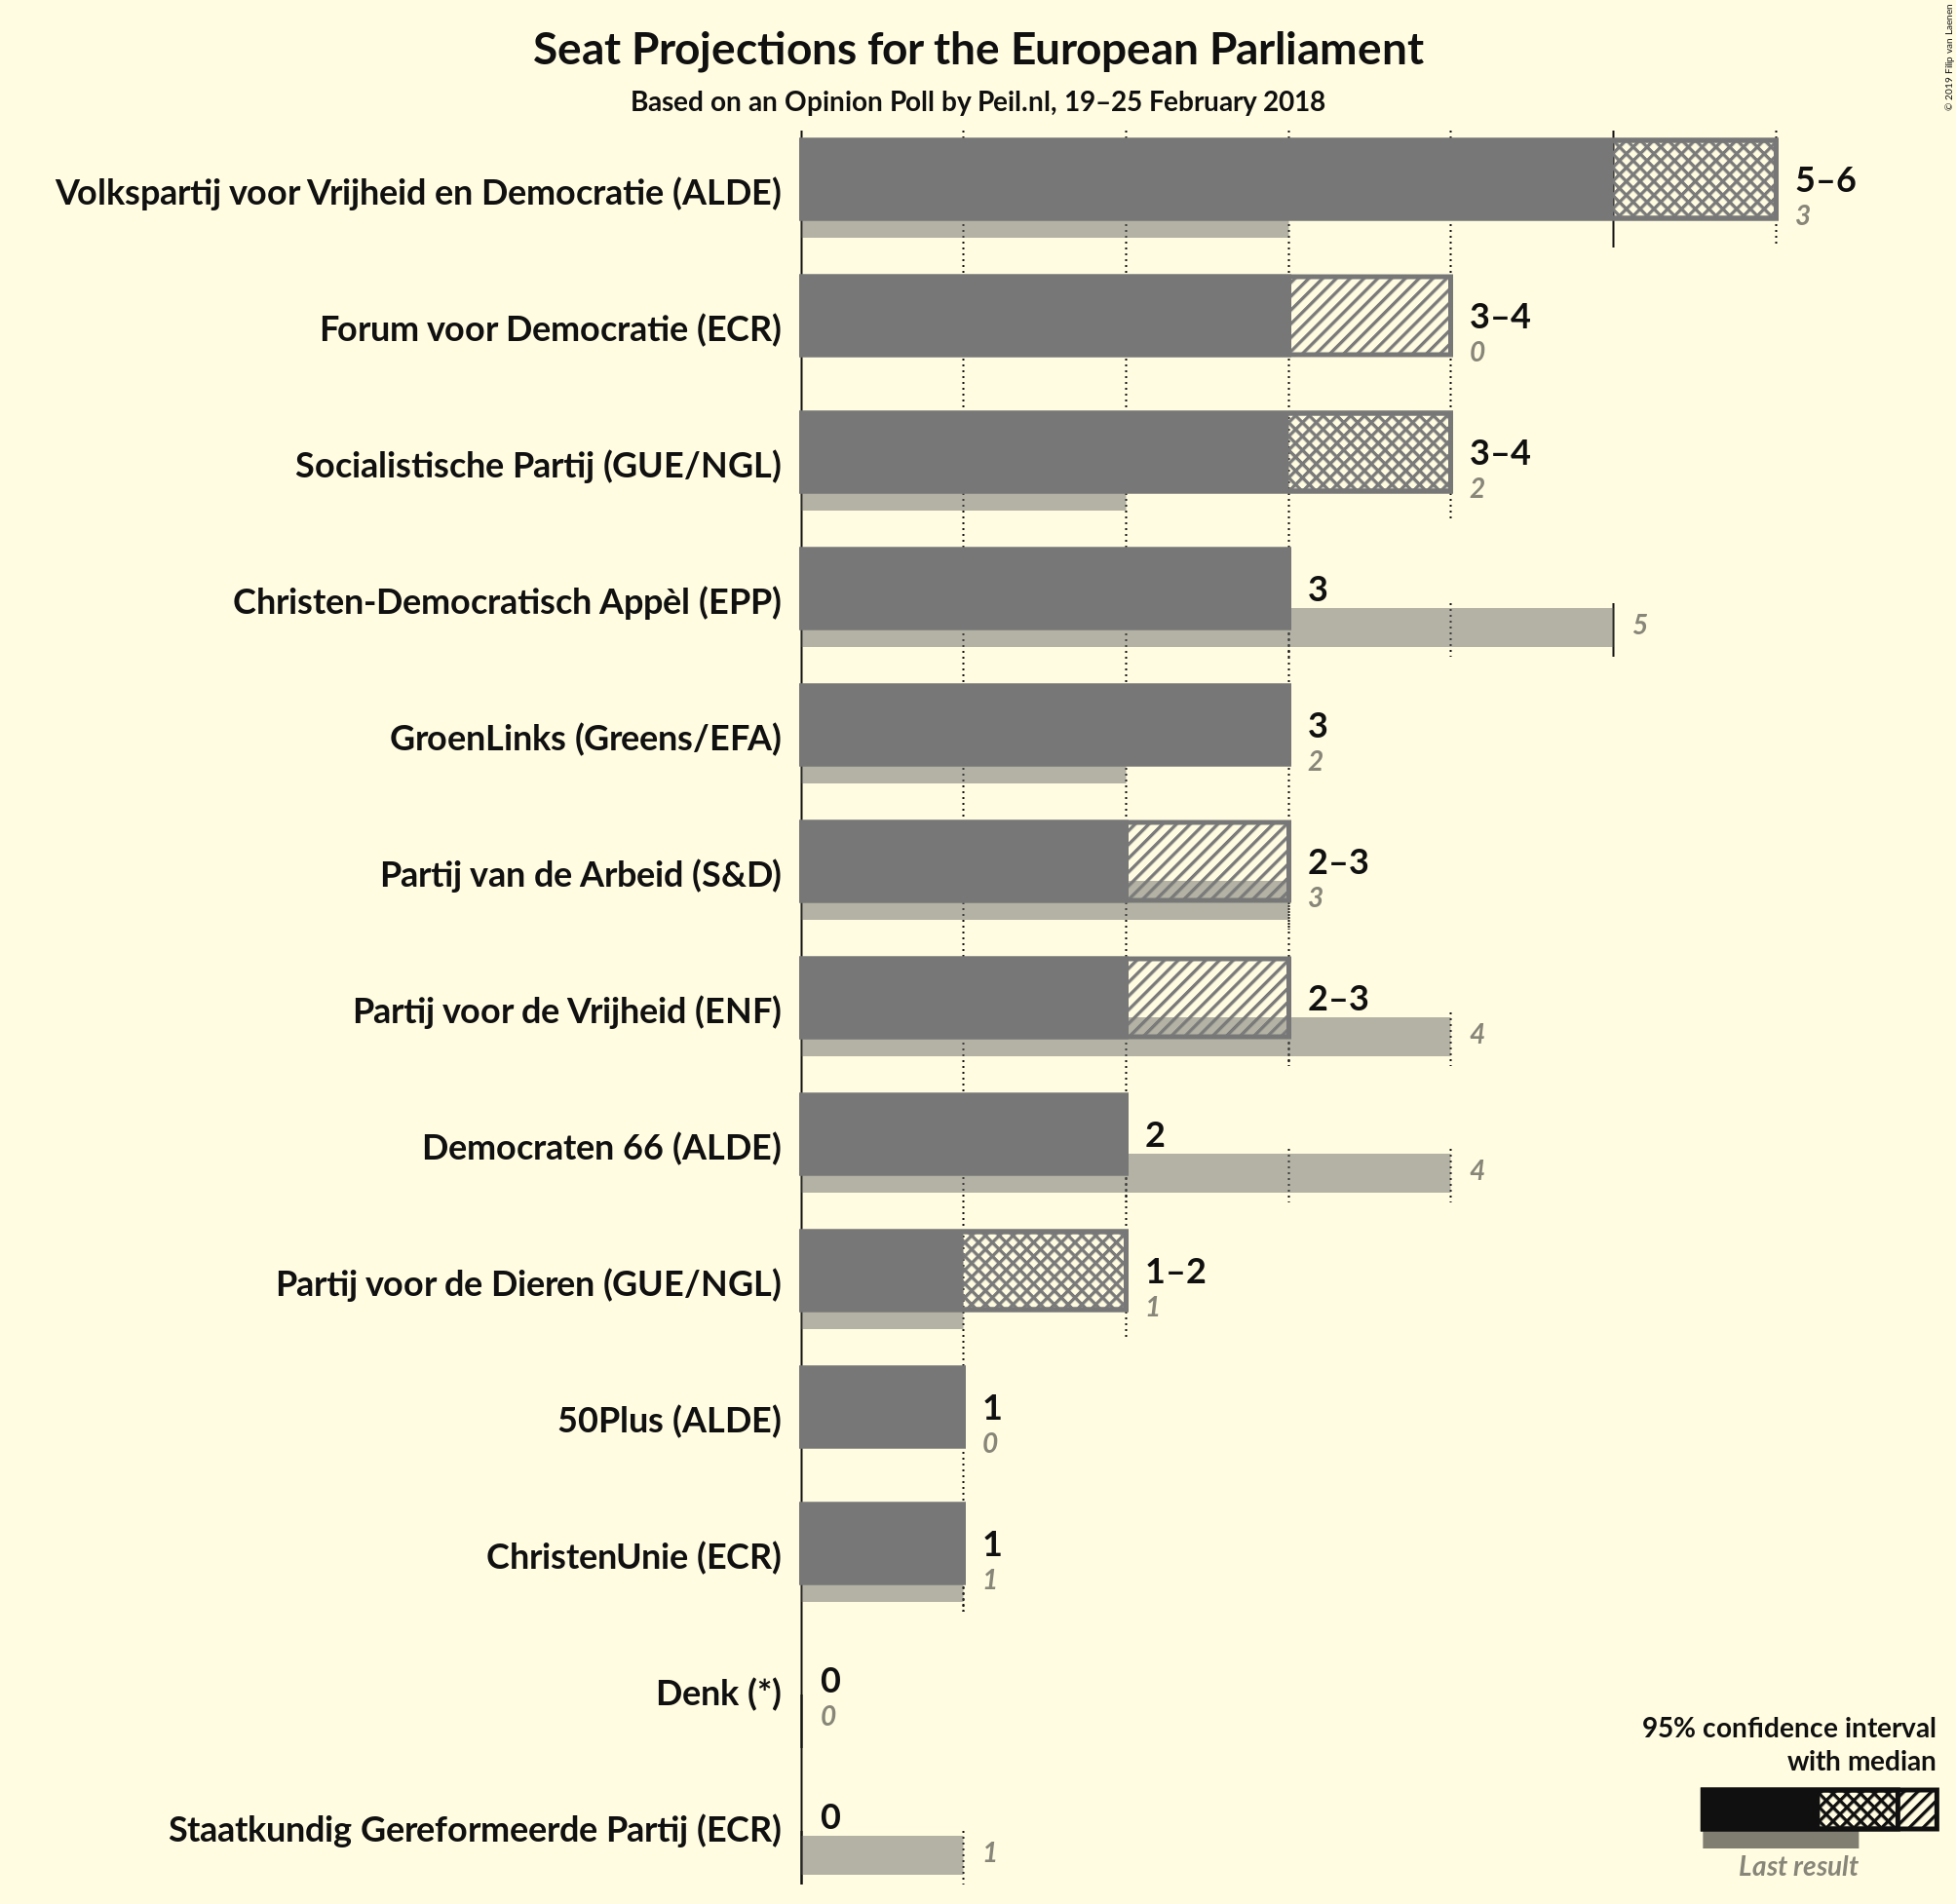 Seat Projections for the European Parliament
Based on an Opinion Poll by Peil.nl, 19–25 February 2018
© 2019 Filip van Laenen
Volkspartij voor Vrijheid en Democratie (ALDE)
5–6
3
Forum voor Democratie (ECR)
3–4
0
Socialistische Partij (GUE/NGL)
3–4
2
Christen-Democratisch Appèl (EPP)
3
5
GroenLinks (Greens/EFA)
3
2
Partij van de Arbeid (S&D)
2–3
3
Partij voor de Vrijheid (ENF)
2–3
4
Democraten 66 (ALDE)
2
4
Partij voor de Dieren (GUE/NGL)
1–2
1
50Plus (ALDE)
1
0
ChristenUnie (ECR)
1
1
Denk (*)
0
0
Staatkundig Gereformeerde Partij (ECR)
0
1
95% confidence interval
with median
Last result